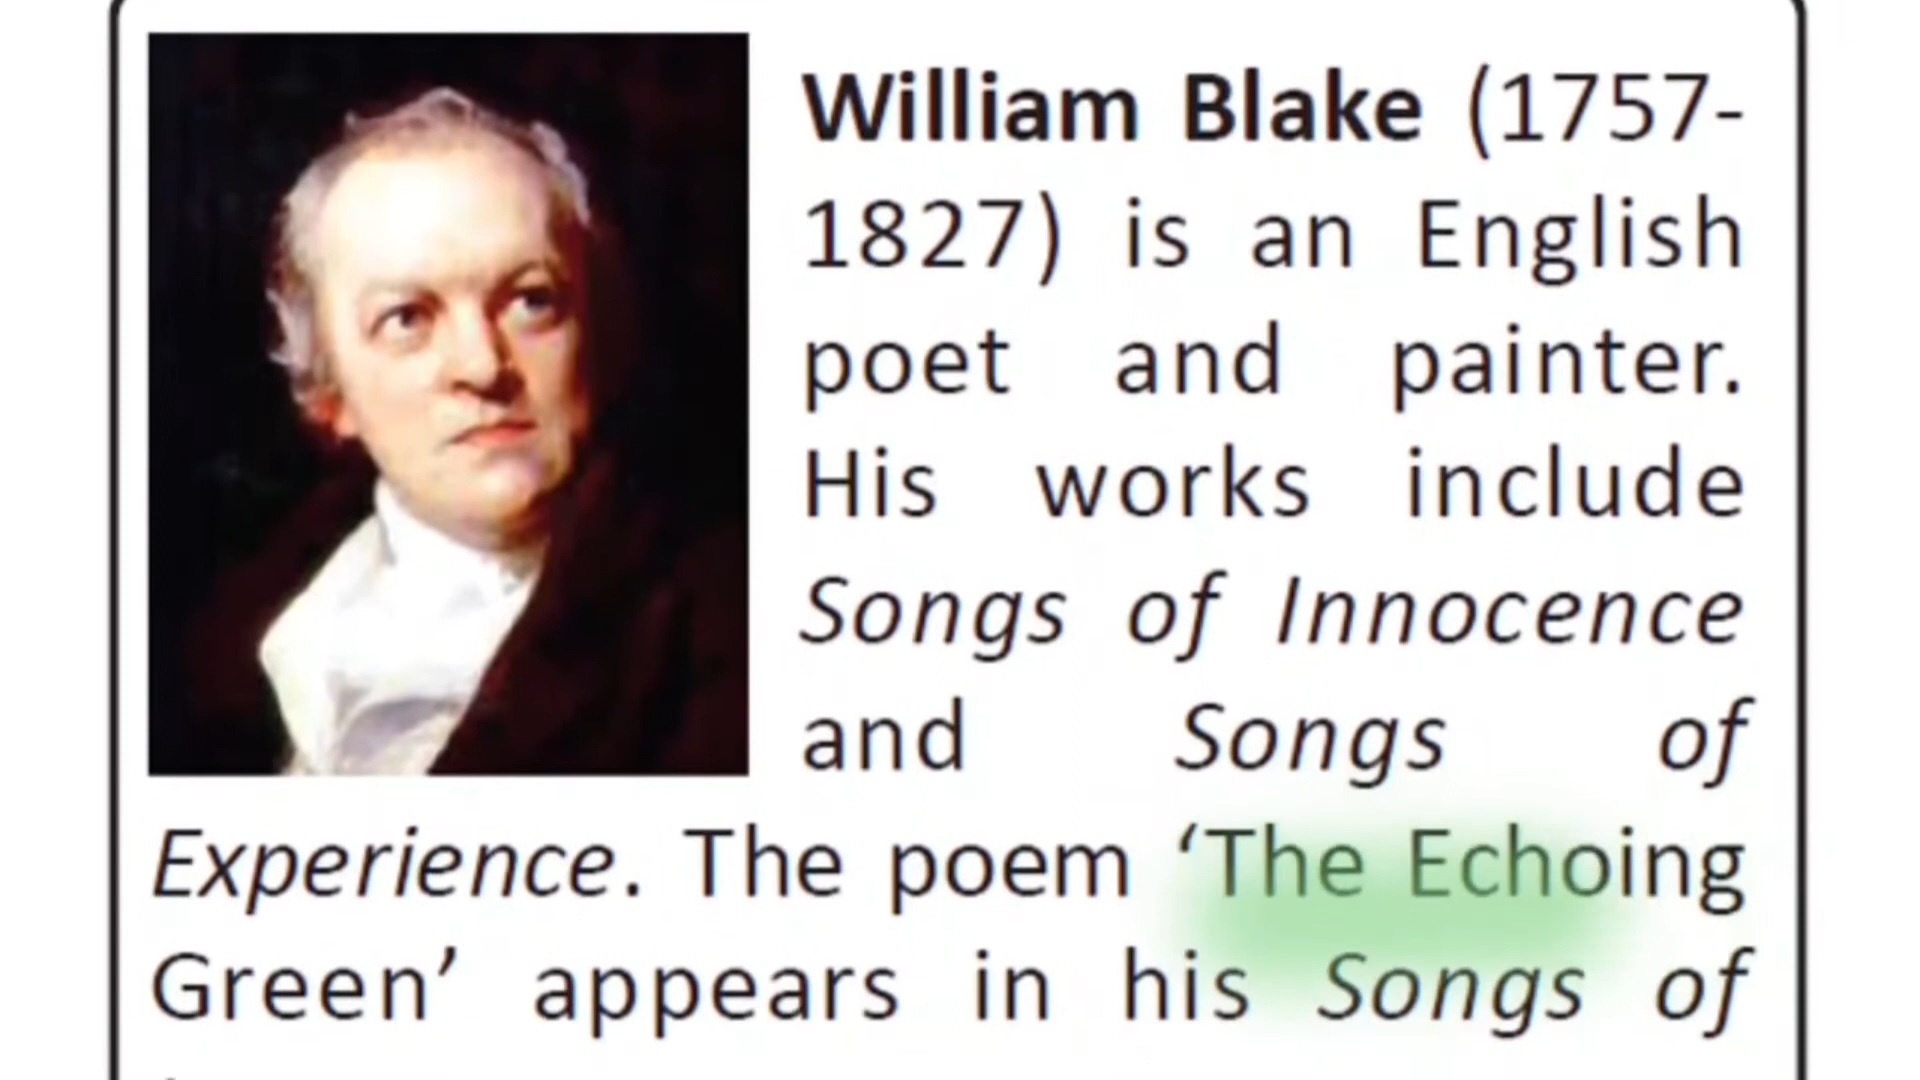 William Blake (1757-
1827) is an English
poet and painter.
His works include
Songs of Innocence
and Songs of
Experience. The poem ‘The Echoing
Green’ appears in his Songs of